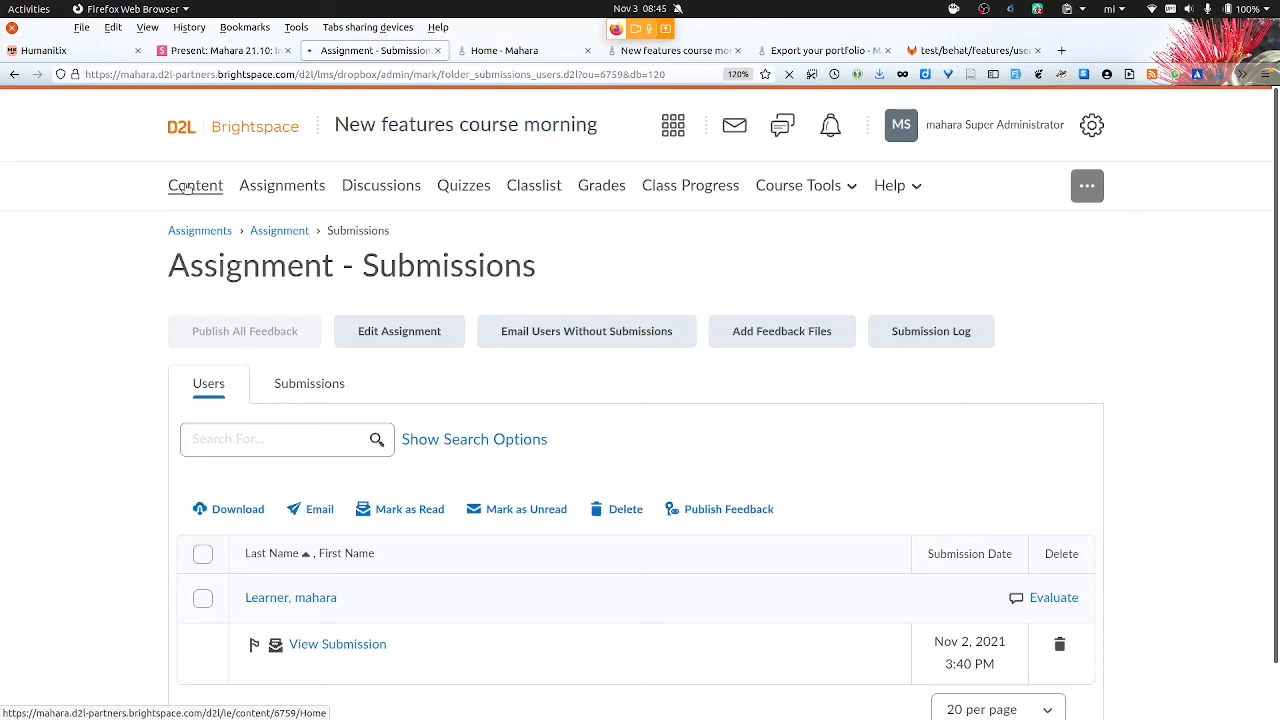 Activities
Firefox Web Browser
Nov 3 08:45
mi
100%
File Edit View History Bookmarks Tools Tabs sharing devices Help
Humanitix
Present: Mahara 21.10: In
Assignment - Submission
Home - Mahara
New features course mor
Export your portfolio - M
test/behat/features/user
https://mahara.d2l-partners.brightspace.com/d2l/lms/dropbox/admin/mark/folder_submissions_users.d2l?ou=6759&db=120
120%
D2L Brightspace
New features course morning
MS
mahara Super Administrator
Content Assignments Discussions Quizzes Classlist Grades Class Progress Course Tools Help
Assignments › Assignment › Submissions
Assignment - Submissions
Publish All Feedback
Edit Assignment
Email Users Without Submissions
Add Feedback Files
Submission Log
Users
Submissions
Search For...
Show Search Options
Download Email Mark as Read Mark as Unread Delete Publish Feedback
Last Name , First Name
Submission Date
Delete
Learner, mahara
Evaluate
View Submission
Nov 2, 2021
3:40 PM
20 per page
https://mahara.d2l-partners.brightspace.com/d2l/le/content/6759/Home